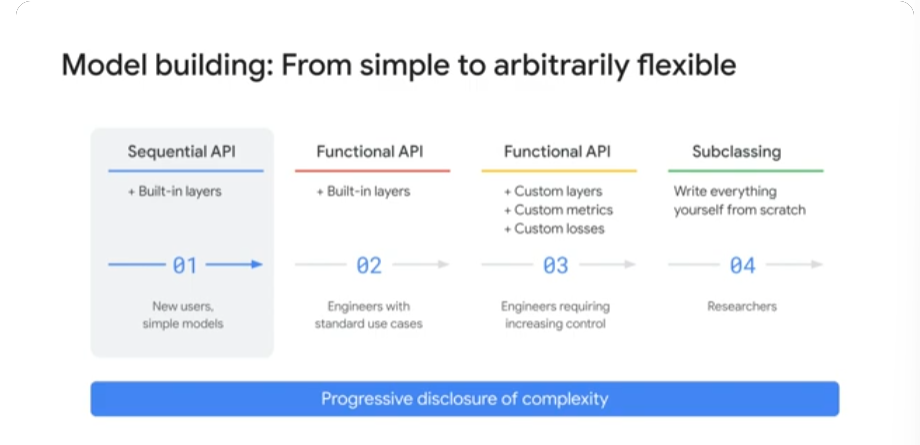 Model building: From simple to arbitrarily flexible
Sequential API
+ Built-in layers
01
New users,
simple models
Functional API
+ Built-in layers
02
Engineers with
standard use cases
Functional API
+ Custom layers
+ Custom metrics
+ Custom losses
03
Engineers requiring
increasing control
Subclassing
Write everything
yourself from scratch
04
Researchers
Progressive disclosure of complexity